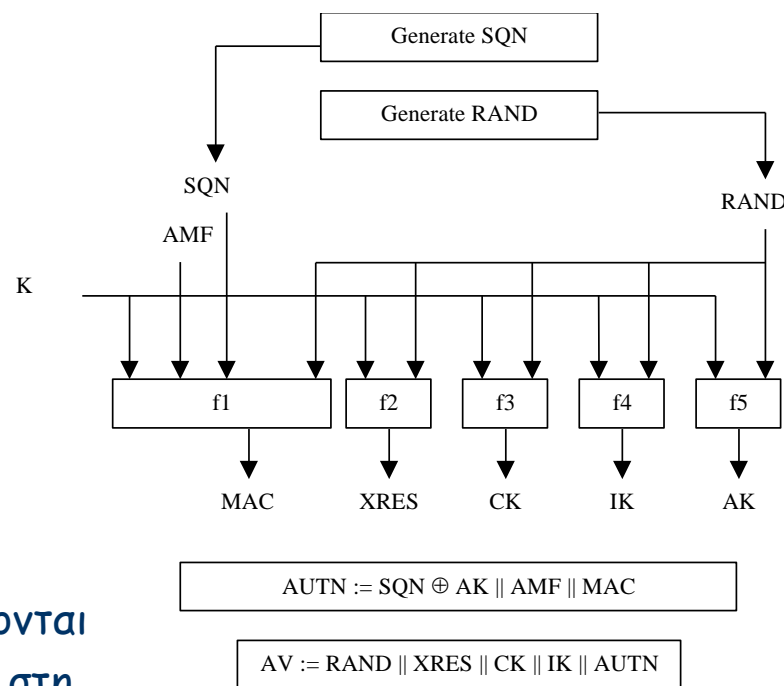 Generate SQN
Generate RAND
SQN
RAND
AMF
K
f1 f2 f3 f4 f5
MAC XRES CK IK AK
AUTN := SQN ⊕ AK || AMF || MAC
AV := RAND || XRES || CK || IK || AUTN